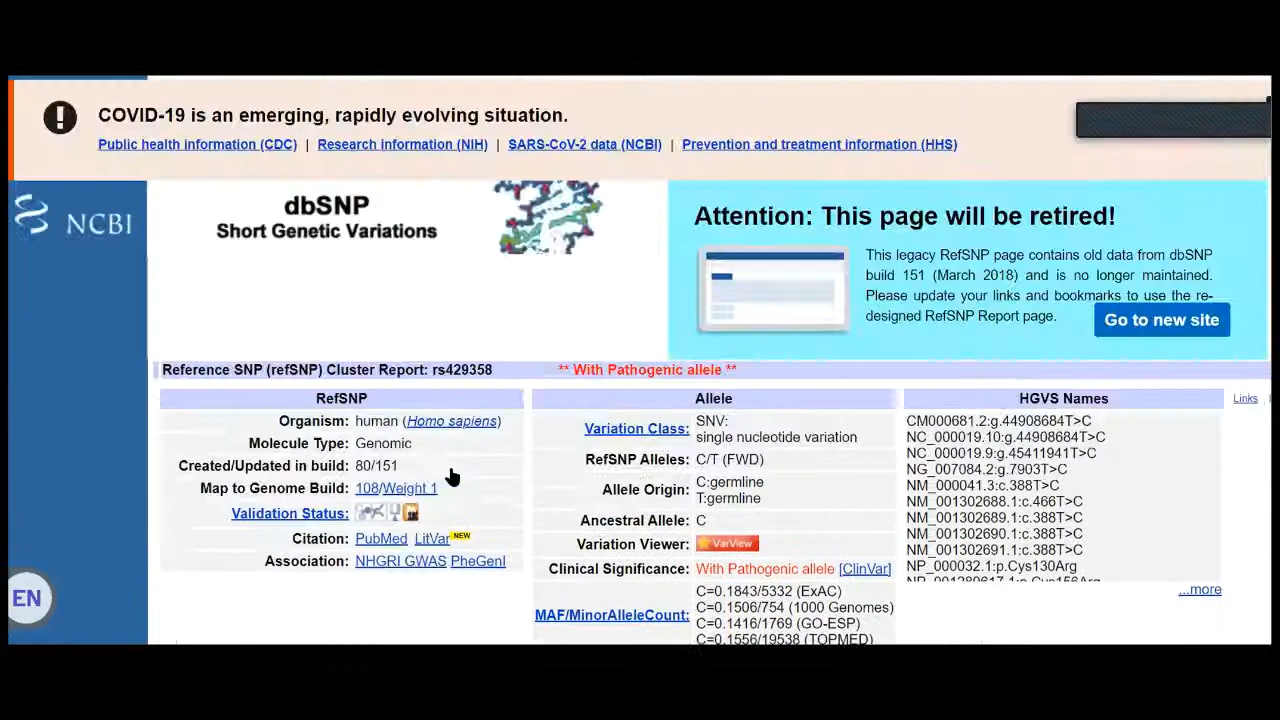 COVID-19 is an emerging, rapidly evolving situation.
Public health information (CDC) | Research information (NIH) | SARS-CoV-2 data (NCBI) | Prevention and treatment information (HHS)
NCBI
dbSNP
Short Genetic Variations
Attention: This page will be retired!
This legacy RefSNP page contains old data from dbSNP
build 151 (March 2018) and is no longer maintained.
Please update your links and bookmarks to use the re-
designed RefSNP Report page.
Go to new site
Reference SNP (refSNP) Cluster Report: rs429358 ** With Pathogenic allele **
RefSNP
Organism: human (Homo sapiens)
Molecule Type: Genomic
Created/Updated in build: 80/151
Map to Genome Build: 108/Weight 1
Validation Status:
Citation: PubMed LitVar NEW
Association: NHGRI GWAS PheGenI
Allele
Variation Class: SNV:
single nucleotide variation
RefSNP Alleles: C/T (FWD)
Allele Origin: C:germline
T:germline
Ancestral Allele: C
Variation Viewer: VarView
Clinical Significance: With Pathogenic allele [ClinVar]
MAF/MinorAlleleCount: C=0.1843/5332 (ExAC)
C=0.1506/754 (1000 Genomes)
C=0.1416/1769 (GO-ESP)
C=0.1556/19538 (TOPMED)
HGVS Names
CM000681.2:g.44908684T>C
NC_000019.10:g.44908684T>C
NC_000019.9:g.45411941T>C
NG_007084.2:g.7903T>C
NM_000041.3:c.388T>C
NM_001302688.1:c.466T>C
NM_001302689.1:c.388T>C
NM_001302690.1:c.388T>C
NM_001302691.1:c.388T>C
NP_000032.1:p.Cys130Arg
NP_001289617.1:p.Cys156Arg
...more
Links
EN